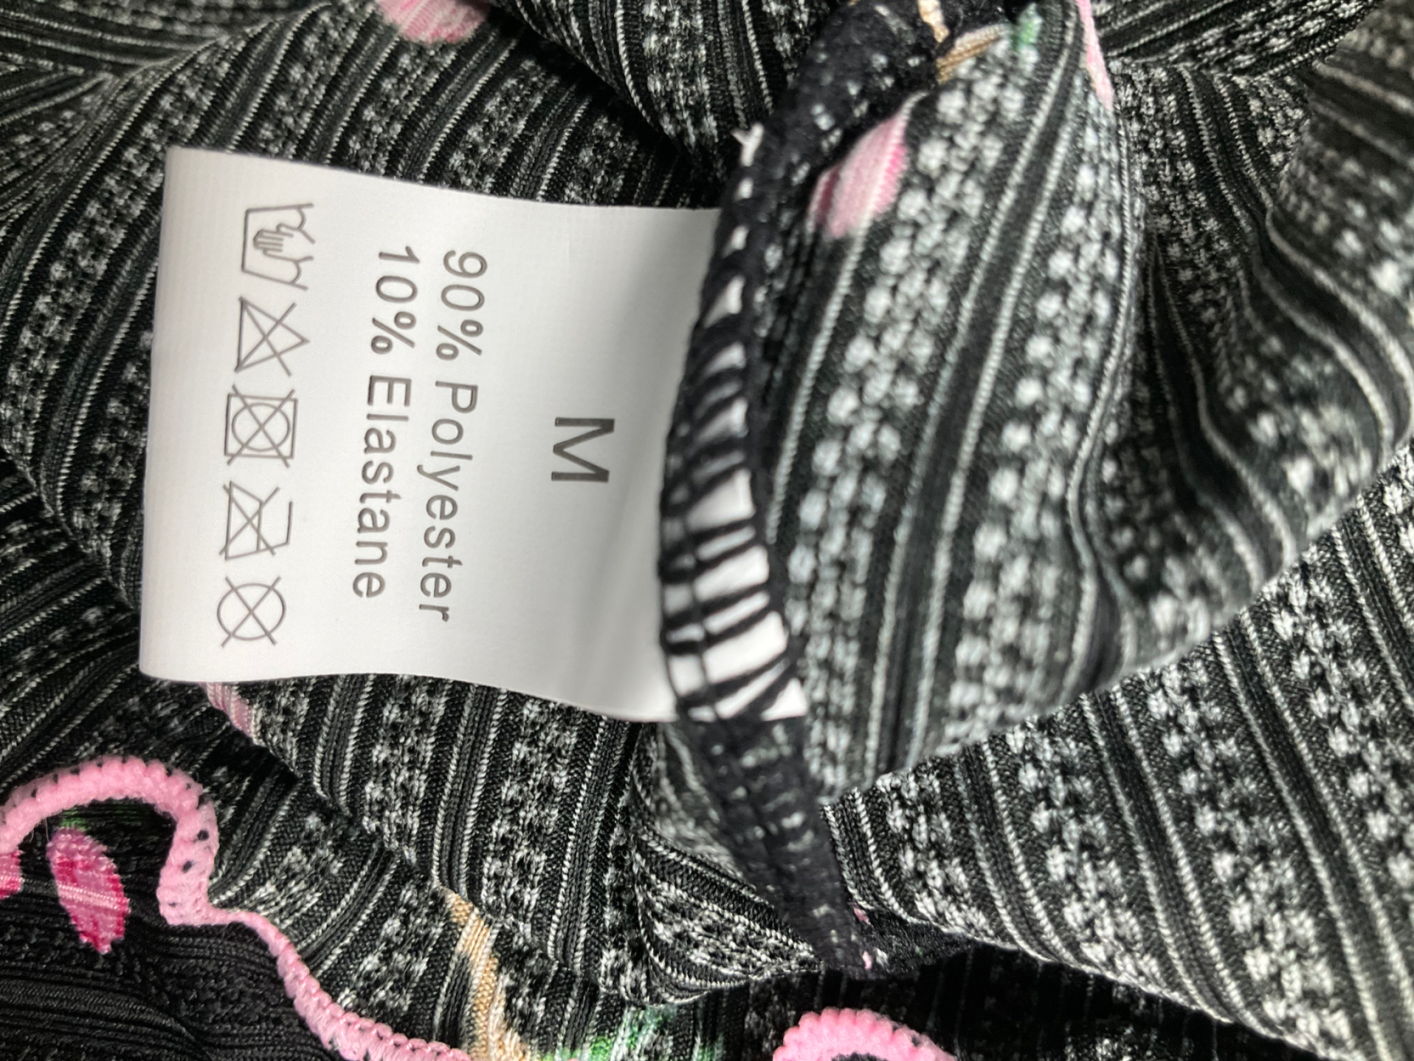 M
90% Polyester
10% Elastane